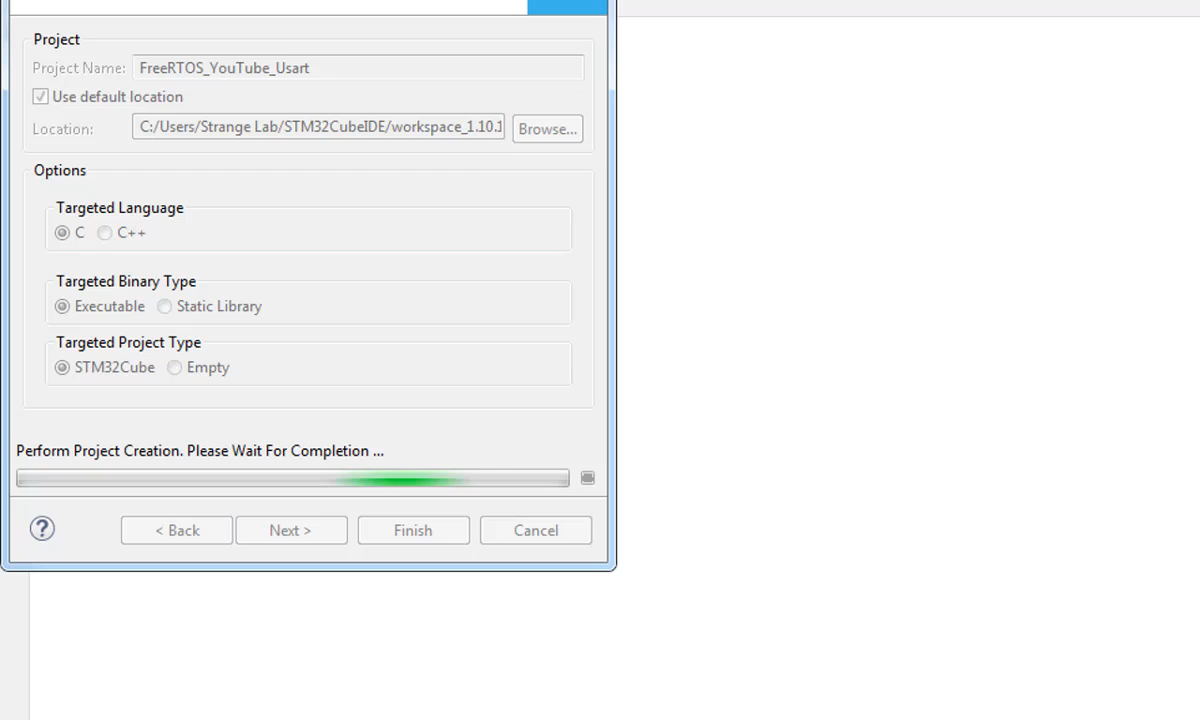 Project
Project Name: FreeRTOS_YouTube_Usart
Use default location
Location: C:/Users/Strange Lab/STM32CubeIDE/workspace_1.10.1 Browse...
Options
Targeted Language
C C++
Targeted Binary Type
Executable Static Library
Targeted Project Type
STM32Cube Empty
Perform Project Creation. Please Wait For Completion ...
? < Back Next > Finish Cancel